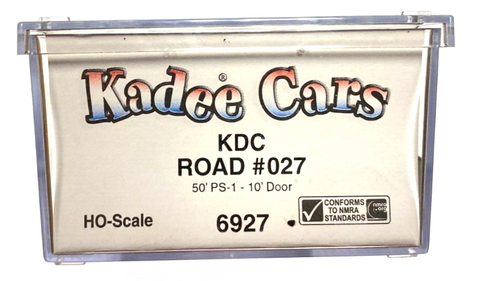 Kadee® Cars
KDC
ROAD #027
50' PS-1 - 10' Door
HO-Scale
6927
CONFORMS
TO NMRA
STANDARDS